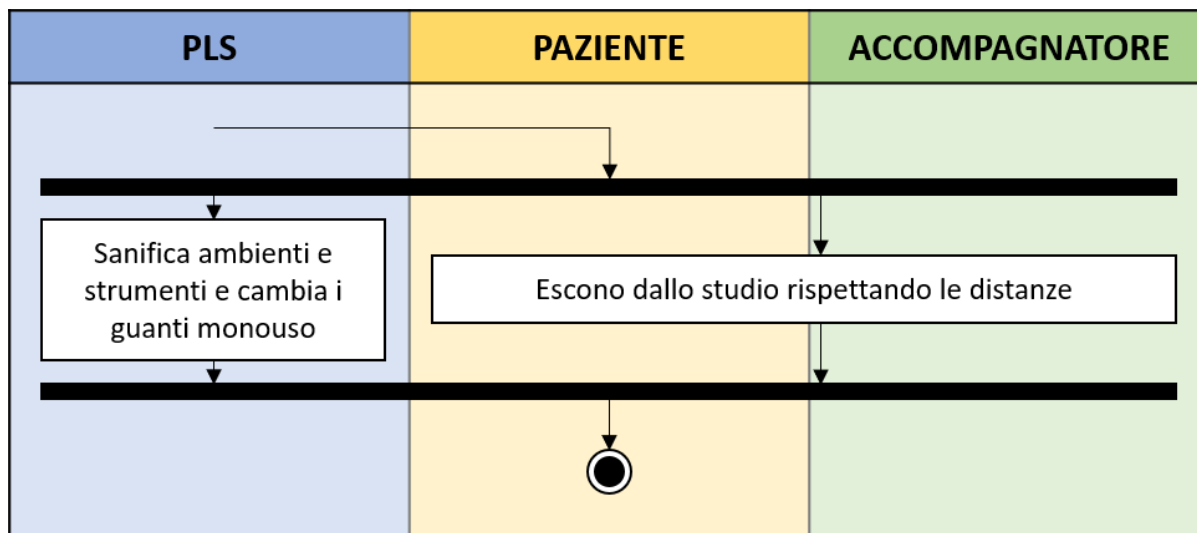 PLS
PAZIENTE
ACCOMPAGNATORE
Sanifica ambienti e
strumenti e cambia i
guanti monouso
Escono dallo studio rispettando le distanze